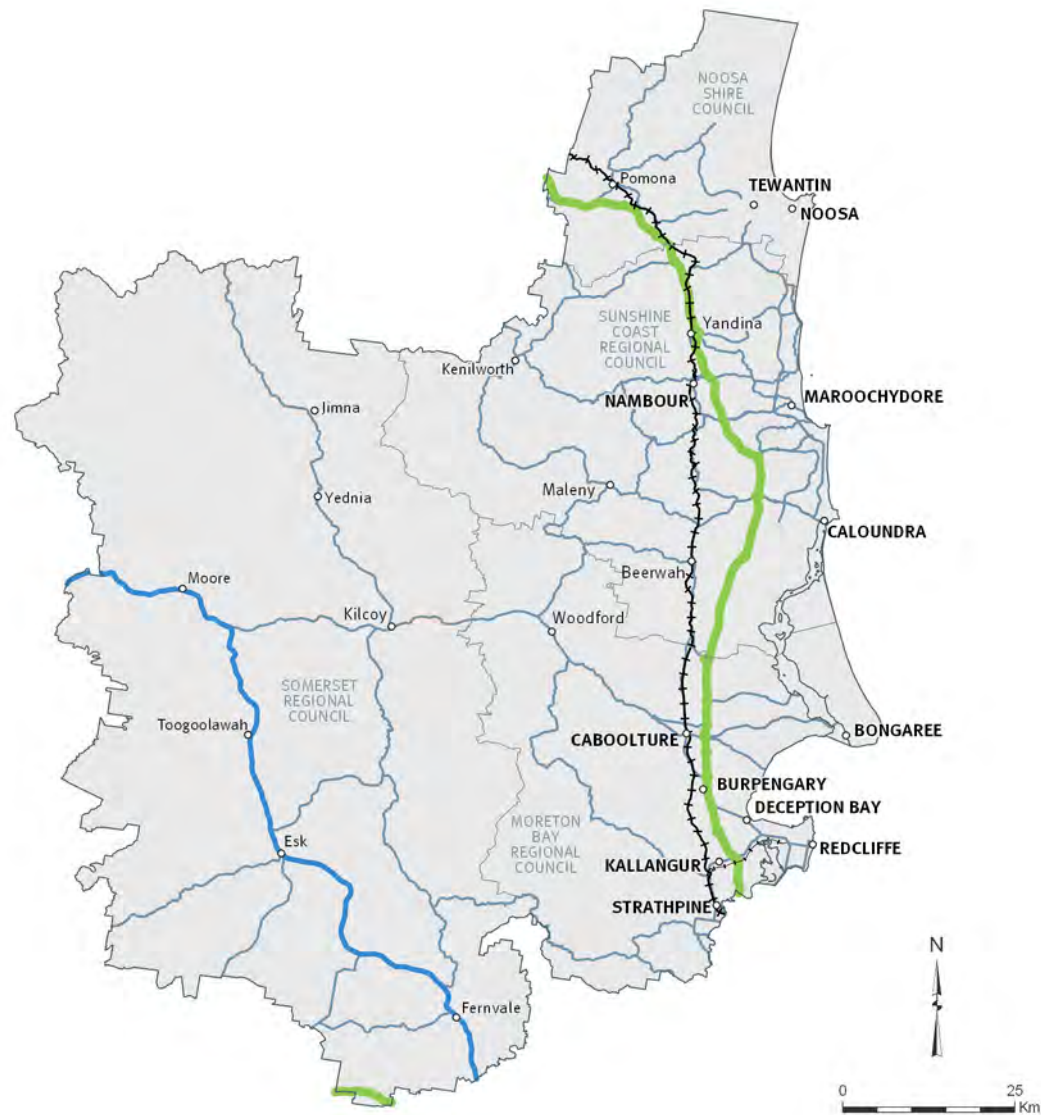 NOOSA
SHIRE
COUNCIL
Pomona
TEWANTIN
NOOSA
SUNSHINE
COAST
REGIONAL
COUNCIL
Yandina
Kenilworth
NAMBOUR
MAROOCHYDORE
Jimna
Maleny
Yednia
CALOUNDRA
Beerwah
Moore
Kilcoy
Woodford
SOMERSET
REGIONAL
COUNCIL
Toogoolawah
CABOOLTURE
BONGAREE
BURPENGARY
DECEPTION BAY
MORETON
BAY
REGIONAL
COUNCIL
Esk
KALLANGUR
REDCLIFFE
STRATHPINE
N
Fernvale
0 25
Km